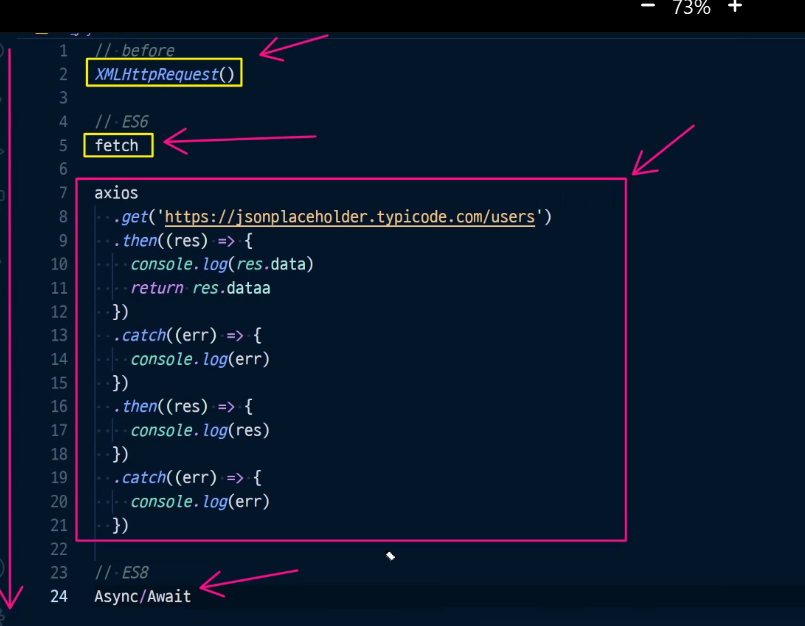 73%
1 // before
2 XMLHttpRequest()
3
4 // ES6
5 fetch
6
7 axios
8 .get('https://jsonplaceholder.typicode.com/users')
9 .then((res) => {
10 console.log(res.data)
11 return res.dataa
12 })
13 .catch((err) => {
14 console.log(err)
15 })
16 .then((res) => {
17 console.log(res)
18 })
19 .catch((err) => {
20 console.log(err)
21 })
22
23 // ES8
24 Async/Await